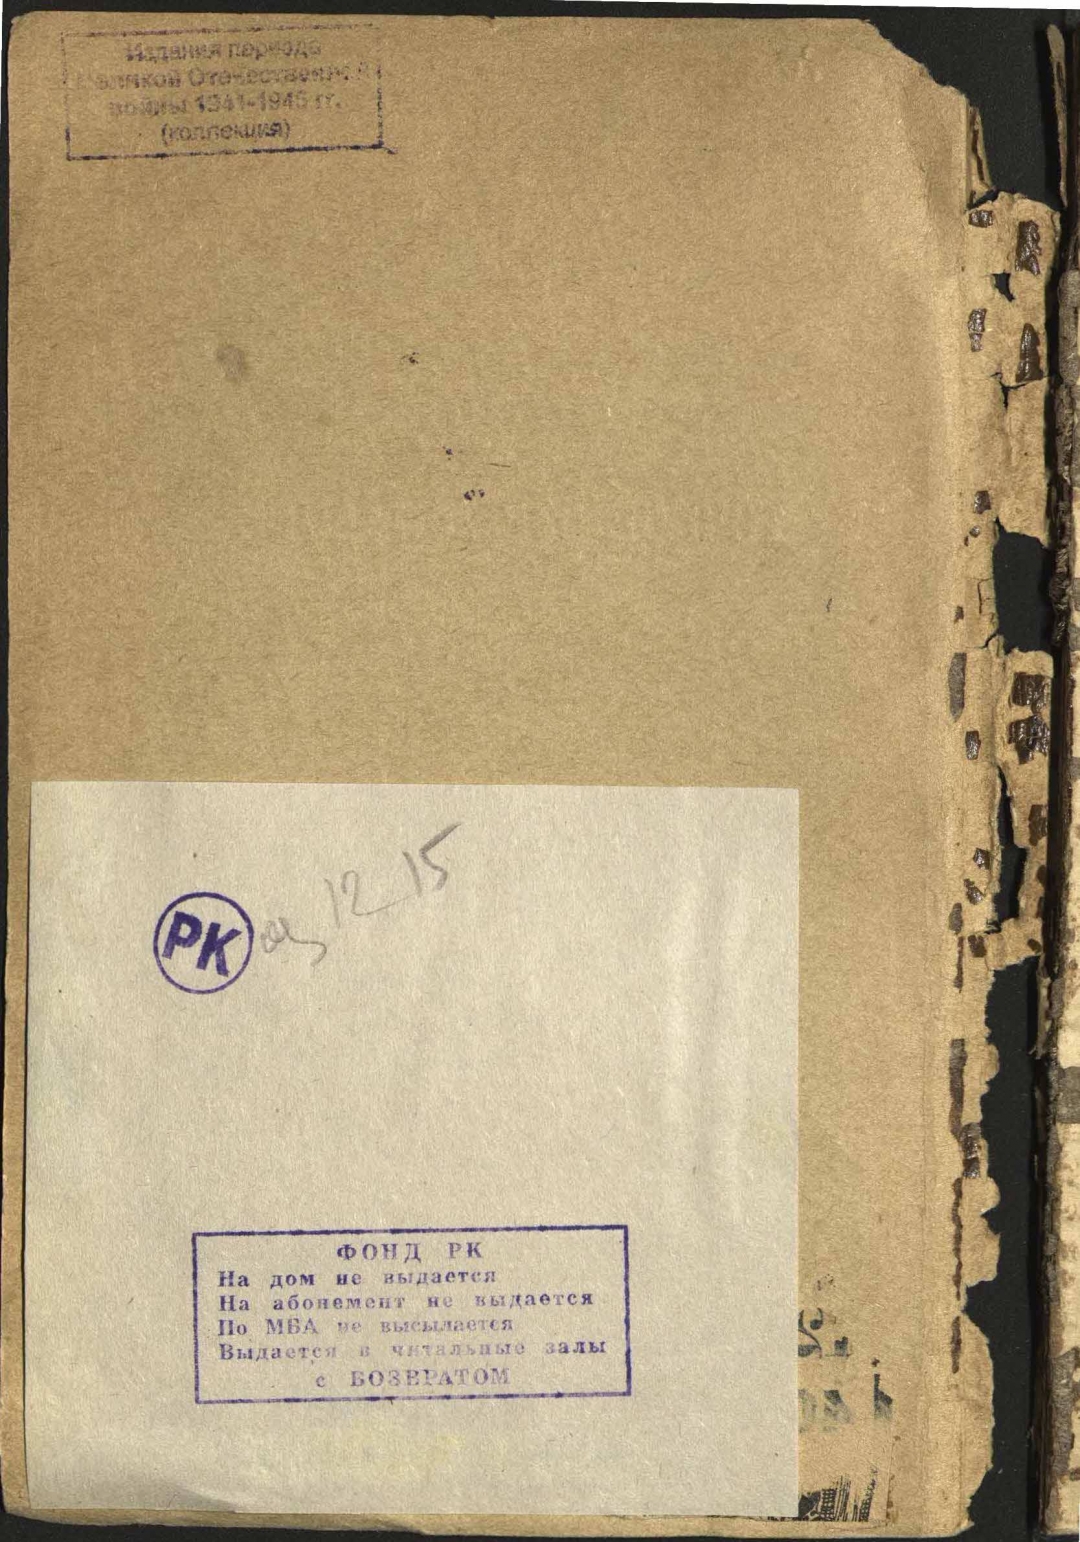 Издания периода
Великой Отечественной
войны 1941-1945 гг.
(коллекция)
РК
12 15
ФОНД РК
На дом не выдается
На абонемент не выдается
По МБА не высылается
Выдается в читальные залы
с ВОЗВРАТОМ